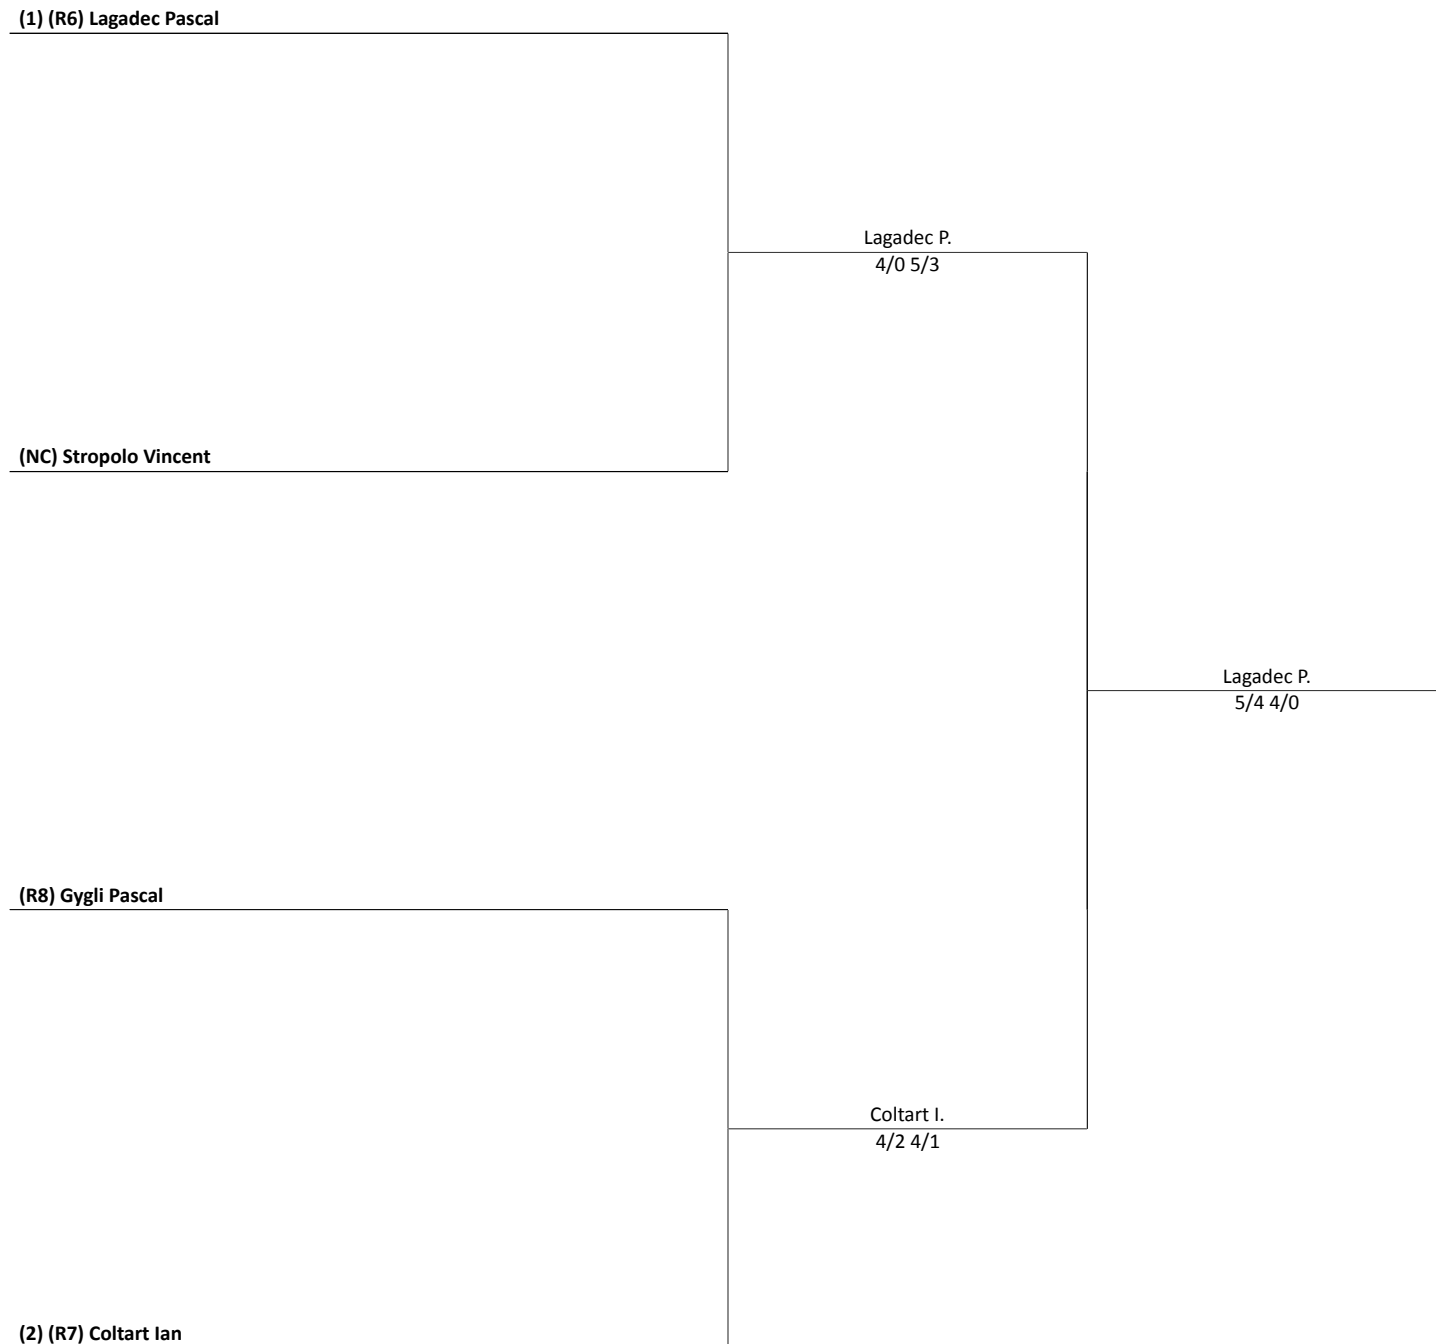 (1) (R6) Lagadec Pascal
Lagadec P.
4/0 5/3
(NC) Stropolo Vincent
Lagadec P.
5/4 4/0
(R8) Gygli Pascal
Coltart I.
4/2 4/1
(2) (R7) Coltart Ian